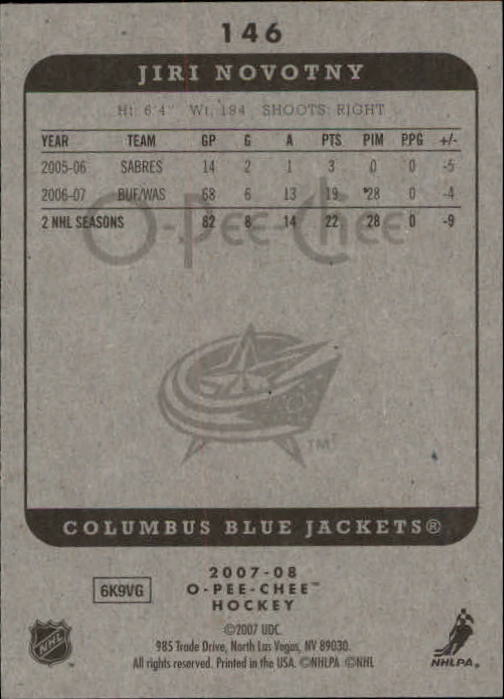 146
JIRI NOVOTNY
Ht: 6'4" Wt: 194 SHOOTS: RIGHT
YEAR TEAM GP G A PTS PIM PPG +/-
2005-06 SABRES 14 2 1 3 0 0 -5
2006-07 BUF/WAS 68 6 13 19 *28 0 -4
2 NHL SEASONS 82 8 14 22 28 0 -9
O-Pee-Chee
TM
COLUMBUS BLUE JACKETS®
2007-08
6K9VG
O-PEE-CHEE™
HOCKEY
©2007 UDC.
985 Trade Drive, North Las Vegas, NV 89030.
All rights reserved. Printed in the USA. ©NHLPA ©NHL
NHL
NHLPA